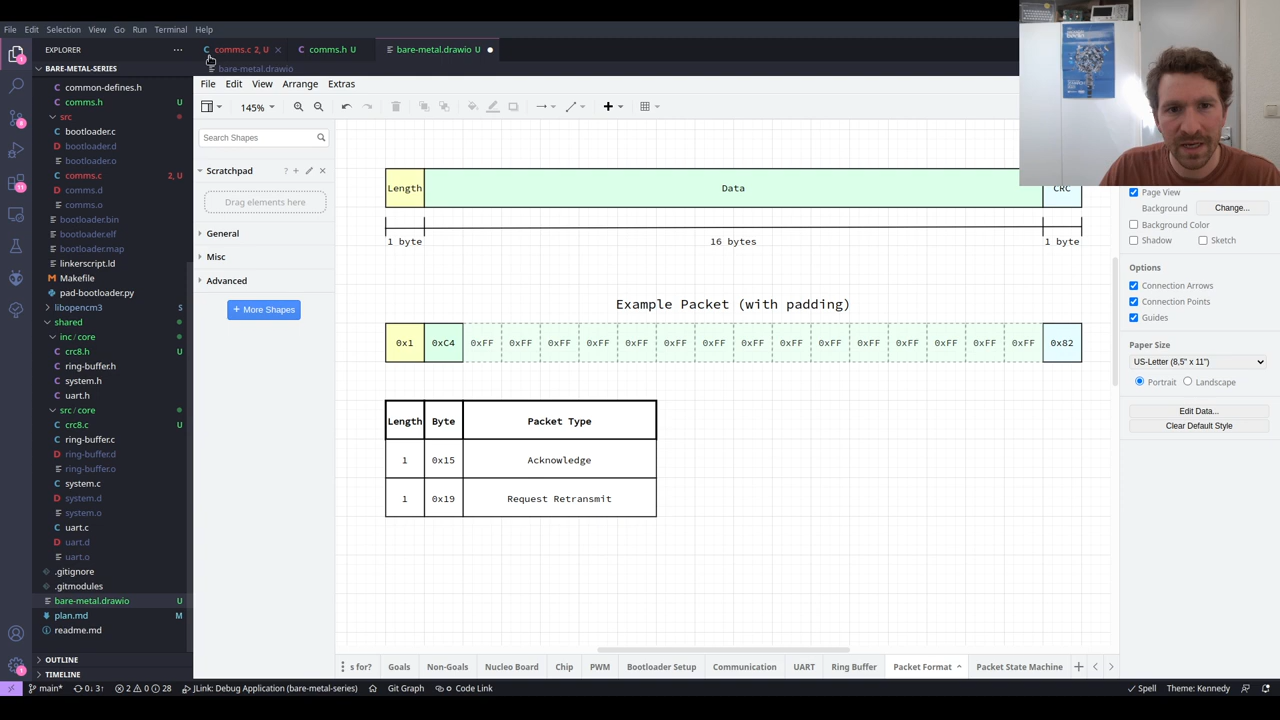 File Edit Selection View Go Run Terminal Help
EXPLORER
BARE-METAL-SERIES
common-defines.h
comms.h U
src
bootloader.c
bootloader.d
bootloader.o
comms.c 2, U
comms.d
comms.o
bootloader.bin
bootloader.elf
bootloader.map
linkerscript.ld
Makefile
pad-bootloader.py
libopencm3 S
shared
inc / core
crc8.h U
ring-buffer.h
system.h
uart.h
src / core
crc8.c U
ring-buffer.c
ring-buffer.d
ring-buffer.o
system.c
system.d
system.o
uart.c
uart.d
uart.o
.gitignore
.gitmodules
bare-metal.drawio U
plan.md M
readme.md
OUTLINE
TIMELINE
comms.c 2, U comms.h U bare-metal.drawio U
bare-metal.drawio
File Edit View Arrange Extras
145%
Search Shapes
Scratchpad
Drag elements here
General
Misc
Advanced
+ More Shapes
Length Data CRC
1 byte 16 bytes 1 byte
Example Packet (with padding)
0x1 0xC4 0xFF 0xFF 0xFF 0xFF 0xFF 0xFF 0xFF 0xFF 0xFF 0xFF 0xFF 0xFF 0xFF 0xFF 0xFF 0x82
Length Byte Packet Type
1 0x15 Acknowledge
1 0x19 Request Retransmit
Page View
Background Change...
Background Color
Shadow Sketch
Options
Connection Arrows
Connection Points
Guides
Paper Size
US-Letter (8,5" x 11")
Portrait Landscape
Edit Data...
Clear Default Style
s for? Goals Non-Goals Nucleo Board Chip PWM Bootloader Setup Communication UART Ring Buffer Packet Format Packet State Machine
main* 0↓ 3↑ 2 0 28 JLink: Debug Application (bare-metal-series) Git Graph Code Link Spell Theme: Kennedy